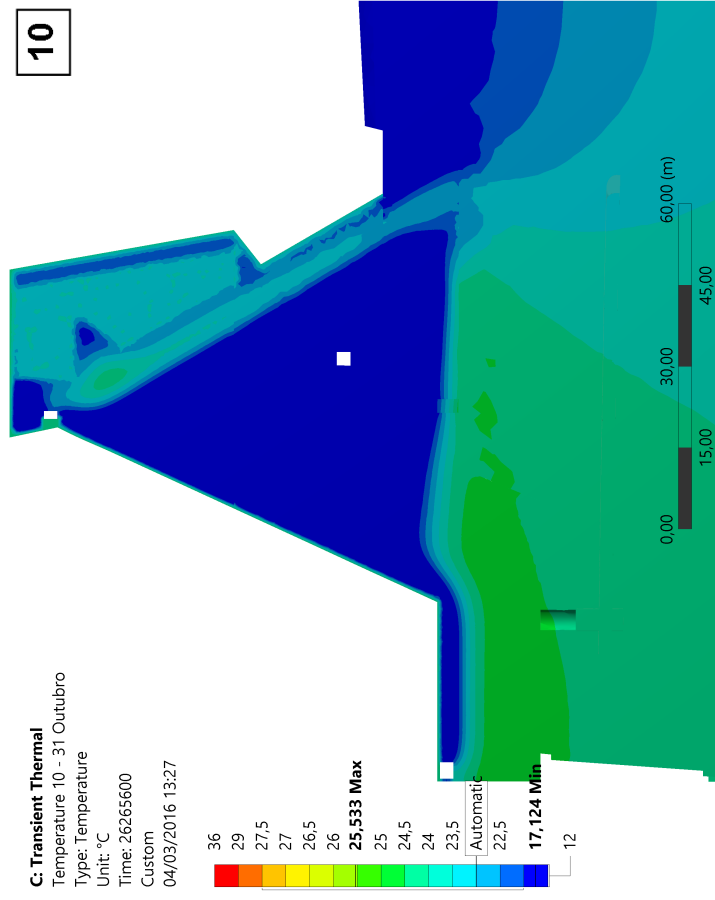 10
C: Transient Thermal
Temperature 10 - 31 Outubro
Type: Temperature
Unit: °C
Time: 26265600
Custom
04/03/2016 13:27
36
29
27,5
27
26,5
26
25,533 Max
25
24,5
24
23,5
Automatic
22,5
17,124 Min
12
0,00
15,00
30,00
45,00
60,00 (m)